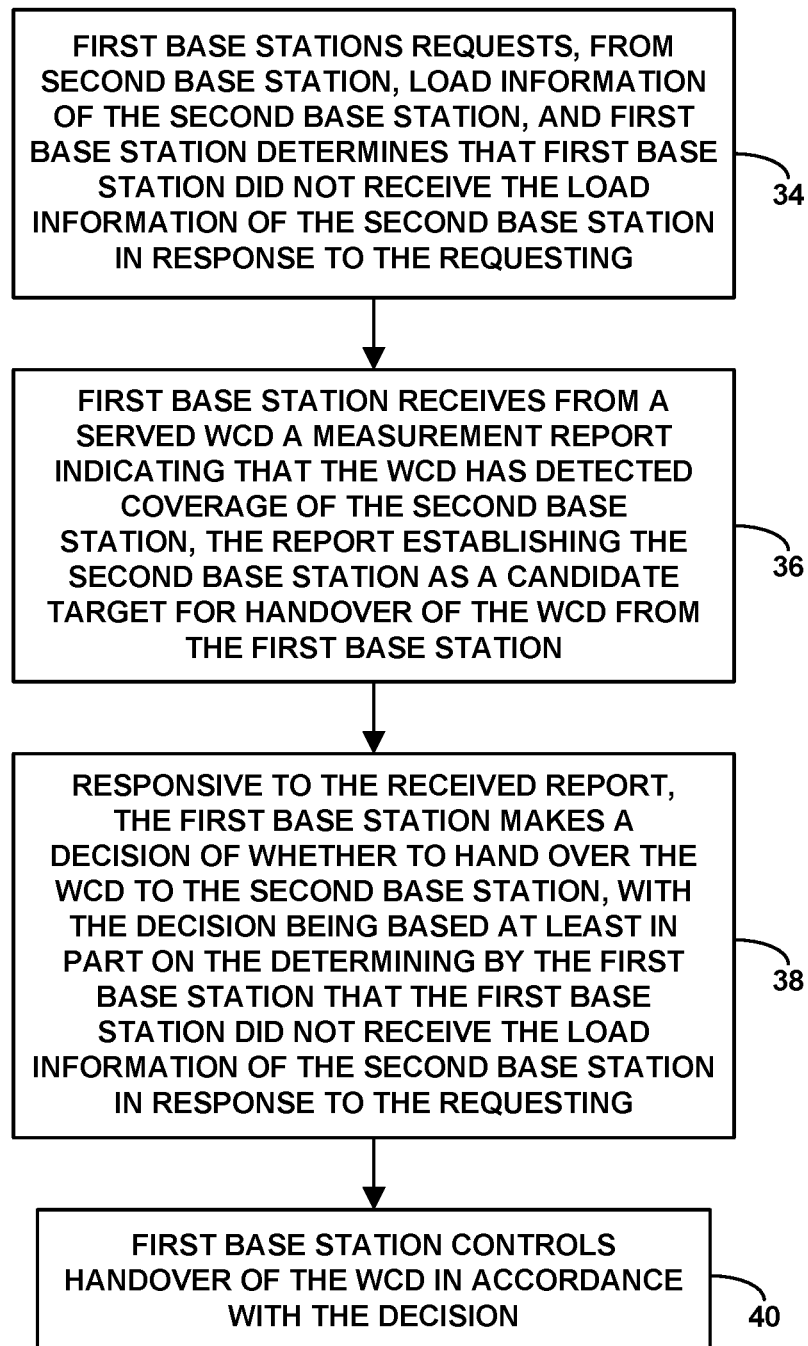 FIRST BASE STATIONS REQUESTS, FROM
SECOND BASE STATION, LOAD INFORMATION
OF THE SECOND BASE STATION, AND FIRST
BASE STATION DETERMINES THAT FIRST BASE
STATION DID NOT RECEIVE THE LOAD
INFORMATION OF THE SECOND BASE STATION
IN RESPONSE TO THE REQUESTING
34
FIRST BASE STATION RECEIVES FROM A
SERVED WCD A MEASUREMENT REPORT
INDICATING THAT THE WCD HAS DETECTED
COVERAGE OF THE SECOND BASE
STATION, THE REPORT ESTABLISHING THE
SECOND BASE STATION AS A CANDIDATE
TARGET FOR HANDOVER OF THE WCD FROM
THE FIRST BASE STATION
36
RESPONSIVE TO THE RECEIVED REPORT,
THE FIRST BASE STATION MAKES A
DECISION OF WHETHER TO HAND OVER THE
WCD TO THE SECOND BASE STATION, WITH
THE DECISION BEING BASED AT LEAST IN
PART ON THE DETERMINING BY THE FIRST
BASE STATION THAT THE FIRST BASE
STATION DID NOT RECEIVE THE LOAD
INFORMATION OF THE SECOND BASE STATION
IN RESPONSE TO THE REQUESTING
38
FIRST BASE STATION CONTROLS
HANDOVER OF THE WCD IN ACCORDANCE
WITH THE DECISION
40